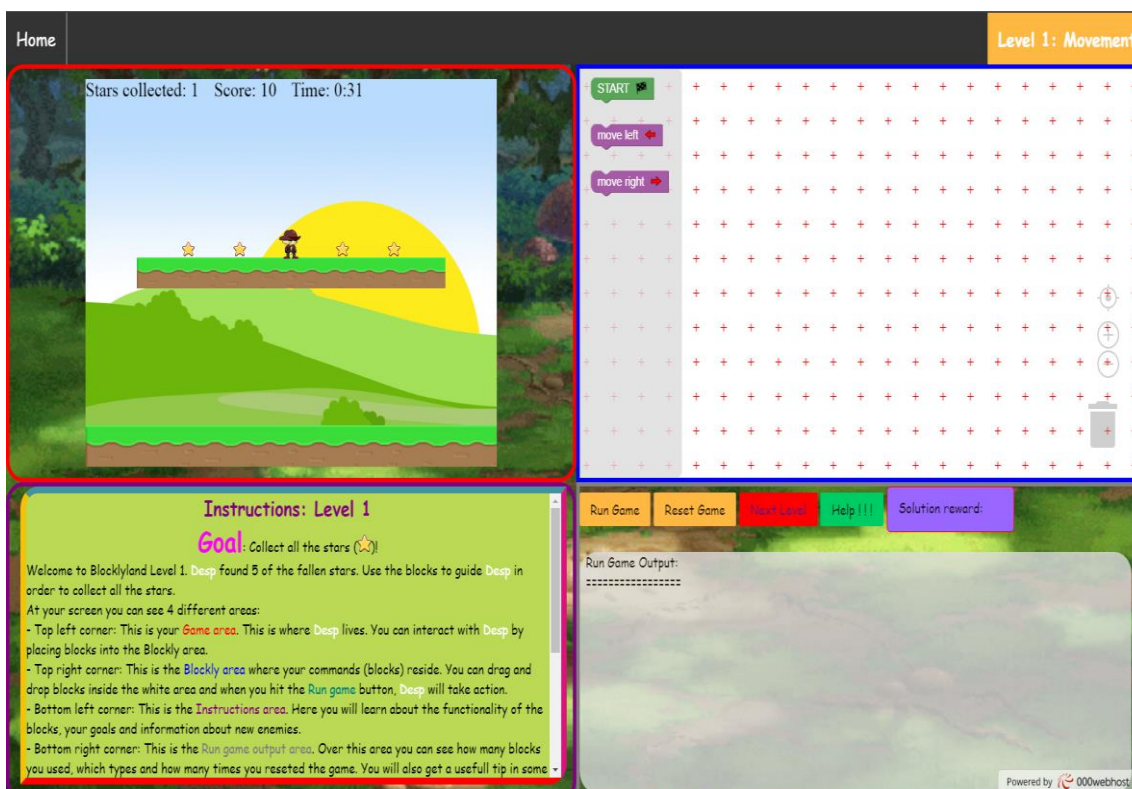 Home
Level 1: Movement
Stars collected: 1 Score: 10 Time: 0:31
START
move left
move right
Instructions: Level 1
Goal: Collect all the stars ( )!
Welcome to Blocklyland Level 1. Desp found 5 of the fallen stars. Use the blocks to guide Desp in
order to collect all the stars.
At your screen you can see 4 different areas:
- Top left corner: This is your Game area. This is where Desp lives. You can interact with Desp by
placing blocks into the Blockly area.
- Top right corner: This is the Blockly area where your commands (blocks) reside. You can drag and
drop blocks inside the white area and when you hit the Run game button, Desp will take action.
- Bottom left corner: This is the Instructions area. Here you will learn about the functionality of the
blocks, your goals and information about new enemies.
- Bottom right corner: This is the Run game output area. Over this area you can see how many blocks
you used, which types and how many times you reseted the game. You will also get a usefull tip in some
Run Game
Reset Game
Next Level
Help !!!
Solution reward:
Run Game Output:
=================
Powered by 000webhost